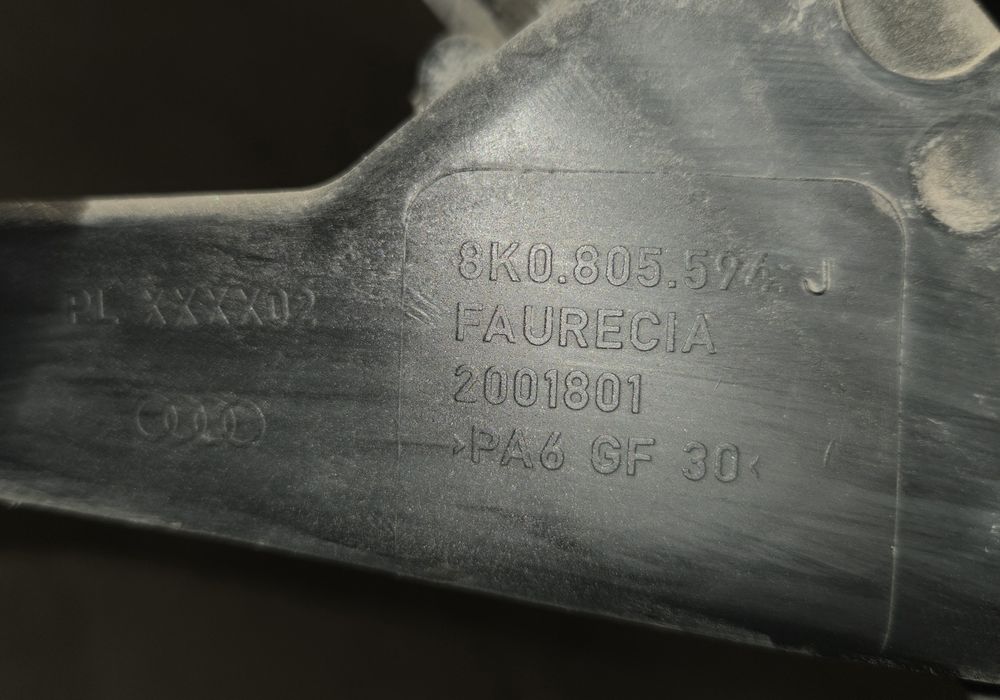 8K0.805.594 J
FAURECIA
2001801
>PA6 GF 30<
PL XXXX02